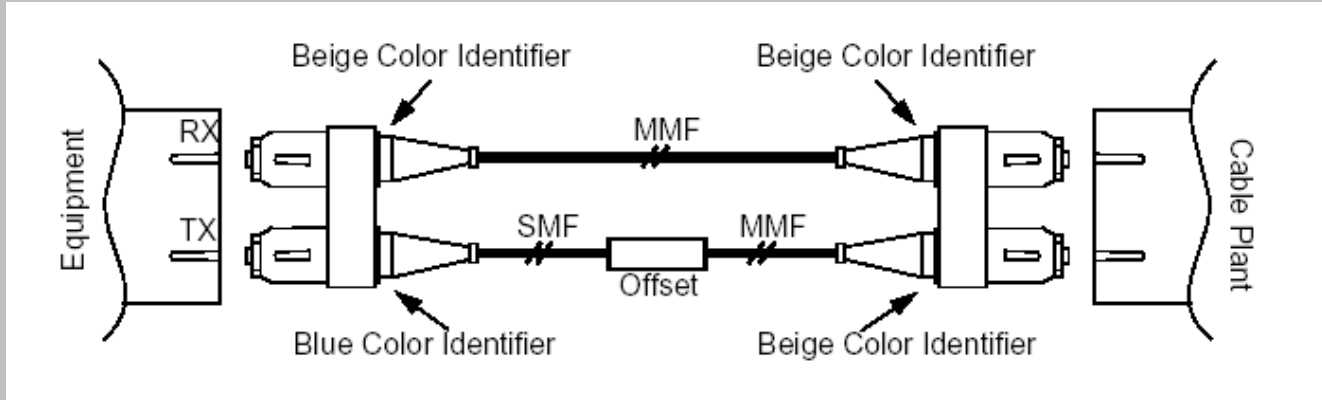 Beige Color Identifier
Beige Color Identifier
RX
MMF
Equipment
Cable Plant
TX
SMF
MMF
Offset
Blue Color Identifier
Beige Color Identifier